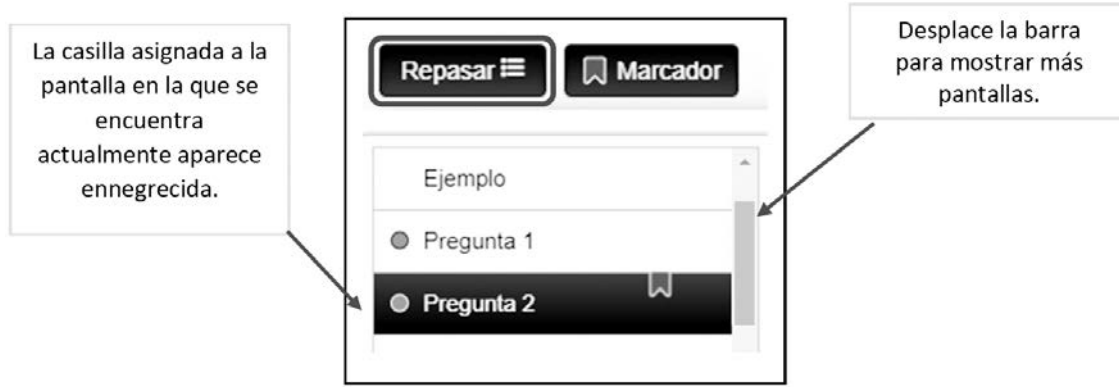 La casilla asignada a la
pantalla en la que se
encuentra
actualmente aparece
ennegrecida.
Repasar
Marcador
Ejemplo
Pregunta 1
Pregunta 2
Desplace la barra
para mostrar más
pantallas.